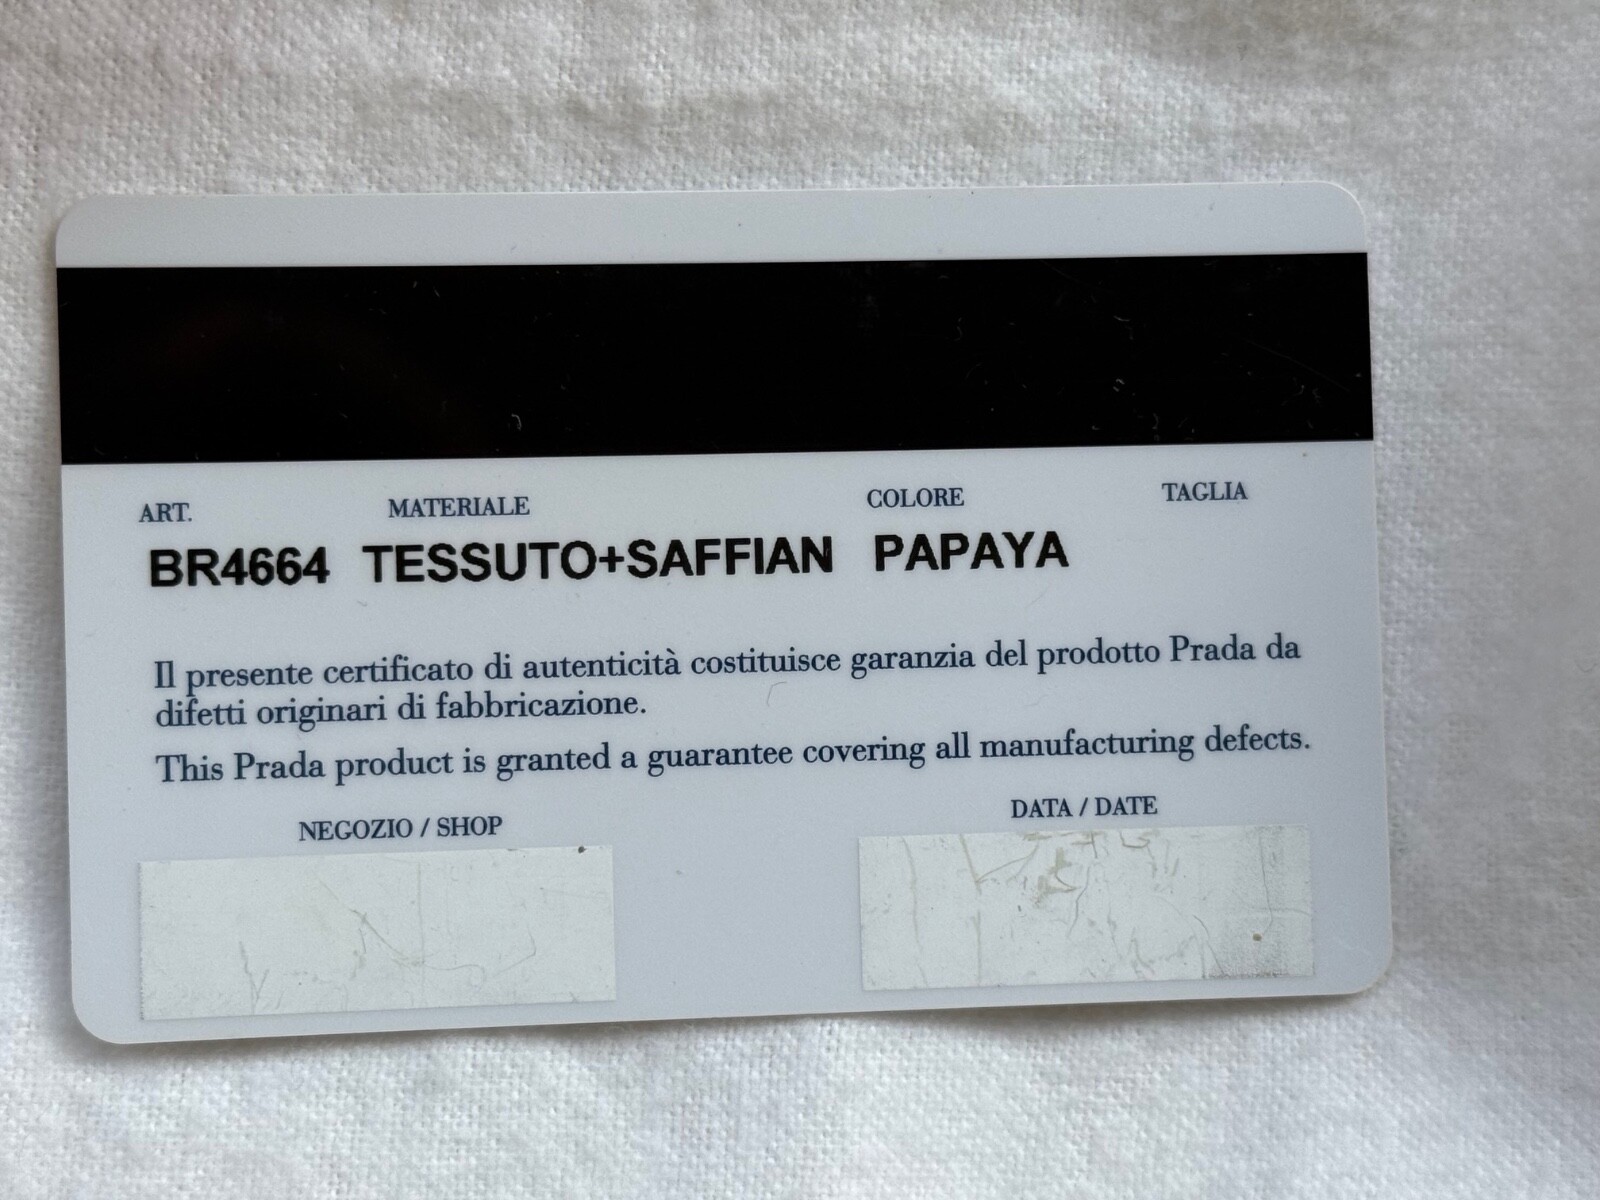 ART. MATERIALE COLORE TAGLIA
BR4664 TESSUTO+SAFFIAN PAPAYA
Il presente certificato di autenticità costituisce garanzia del prodotto Prada da
difetti originari di fabbricazione.
This Prada product is granted a guarantee covering all manufacturing defects.
NEGOZIO / SHOP DATA / DATE